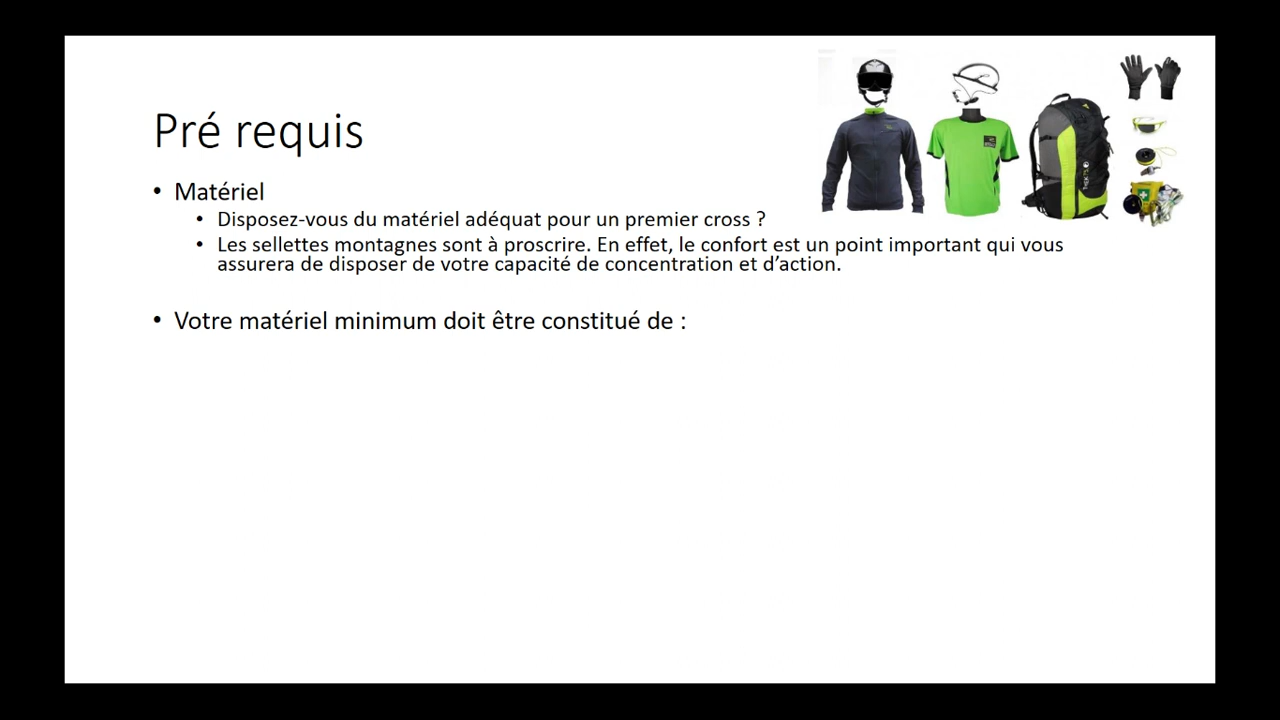 Pré requis
• Matériel
• Disposez-vous du matériel adéquat pour un premier cross ?
• Les sellettes montagnes sont à proscrire. En effet, le confort est un point important qui vous
assurera de disposer de votre capacité de concentration et d’action.
• Votre matériel minimum doit être constitué de :